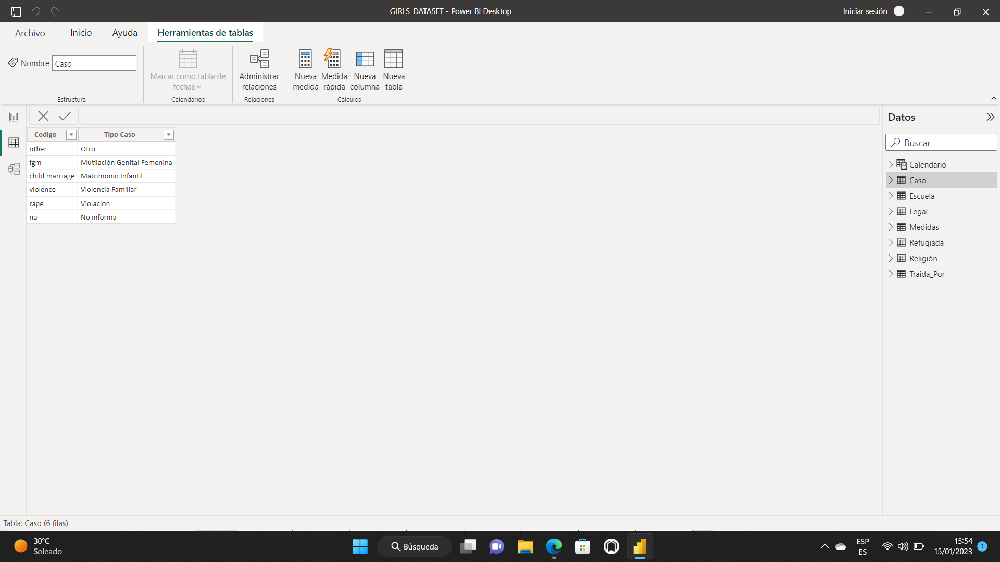 GIRLS_DATASET - Power BI Desktop
Iniciar sesión
Archivo
Inicio
Ayuda
Herramientas de tablas
Nombre
Caso
Marcar como tabla de
fechas
Administrar
relaciones
Nueva
medida
Medida
rápida
Nueva
columna
Nueva
tabla
Estructura
Calendarios
Relaciones
Cálculos
Codigo
Tipo Caso
other
Otro
fgm
Mutilación Genital Femenina
child marriage
Matrimonio Infantil
violence
Violencia Familiar
rape
Violación
na
No informa
Datos
Buscar
Calendario
Caso
Escuela
Legal
Medidas
Refugiada
Religión
Traida_Por
Tabla: Caso (6 filas)
30°C
Soleado
Búsqueda
ESP
ES
15:54
15/01/2023
1